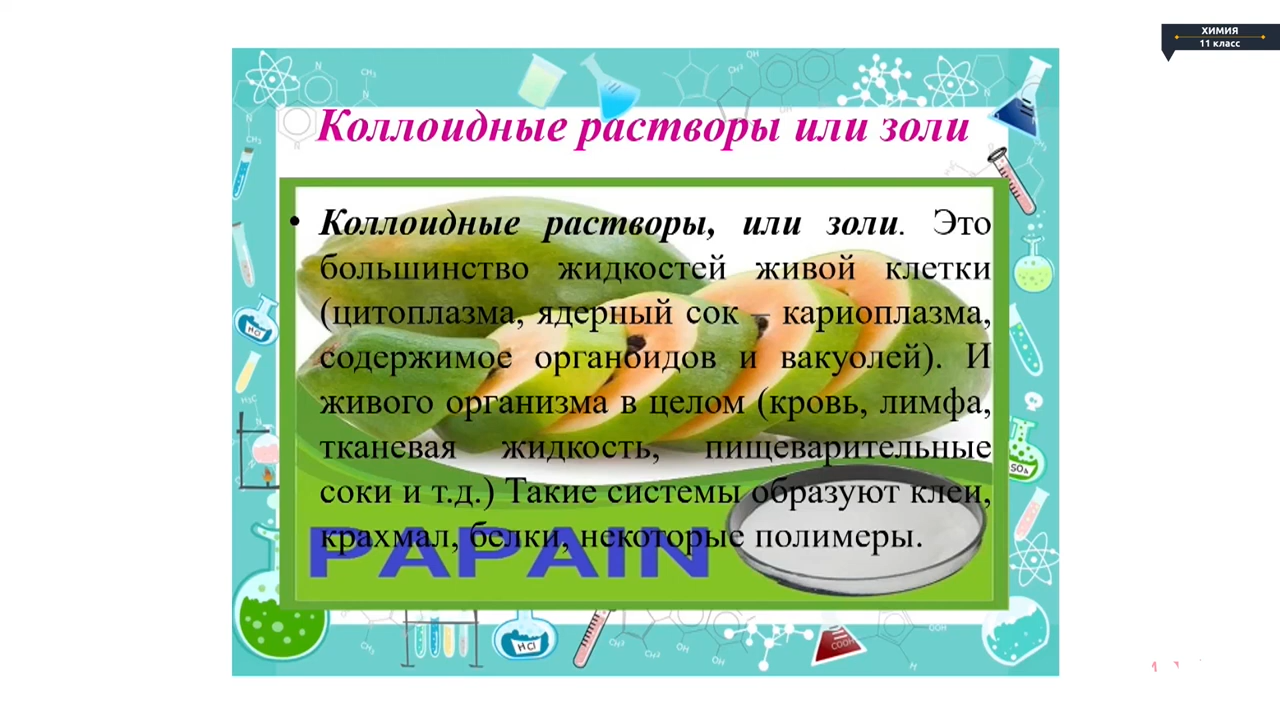 ХИМИЯ
11 класс
Коллоидные растворы или золи
• Коллоидные растворы, или золи. Это
большинство жидкостей живой клетки
(цитоплазма, ядерный сок – кариоплазма,
содержимое органоидов и вакуолей). И
живого организма в целом (кровь, лимфа,
тканевая жидкость, пищеварительные
соки и т.д.) Такие системы образуют клеи,
крахмал, белки, некоторые полимеры.
PAPAIN
HCl
COOH